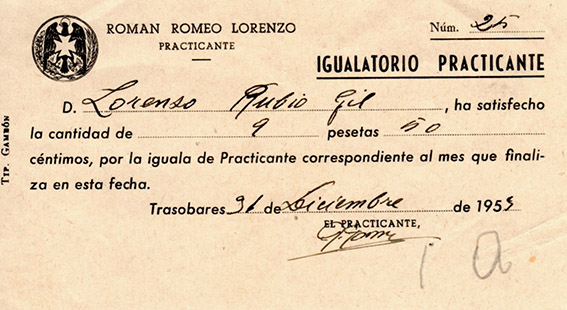 ROMAN ROMEO LORENZO
PRACTICANTE
Núm. 25
IGUALATORIO PRACTICANTE
D. Lorenzo Rubio Gil, ha satisfecho
la cantidad de 9 pesetas 50
céntimos, por la iguala de Practicante correspondiente al mes que finali-
za en esta fecha.
Trasobares 31 de Diciembre de 1953
EL PRACTICANTE,
TIP. GAMBÓN